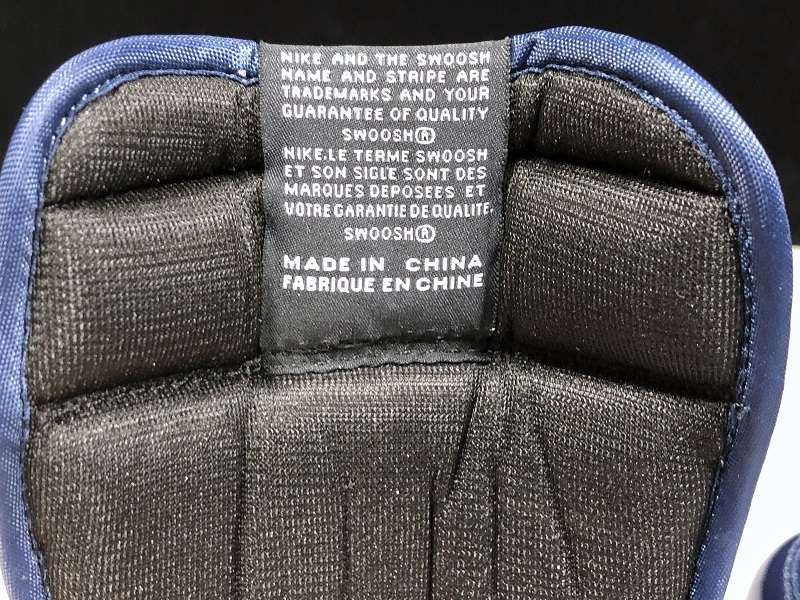 NIKE AND THE SWOOSH
NAME AND STRIPE ARE
TRADEMARKS AND YOUR
GUARANTEE OF QUALITY
SWOOSH®
NIKE.LE TERME SWOOSH
ET SON SIGLE SONT DES
MARQUES DEPOSEES ET
VOTRE GARANTIE DE QUALITE.
SWOOSH®
MADE IN CHINA
FABRIQUE EN CHINE